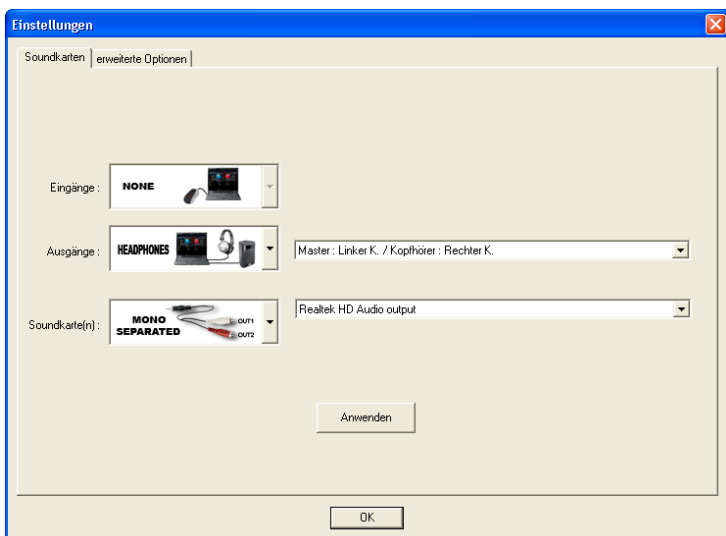 Einstellungen
Soundkarten
erweiterte Optionen
Eingänge :
NONE
Ausgänge :
HEADPHONES
Master : Linker K. / Kopfhörer : Rechter K.
Soundkarte(n) :
MONO
SEPARATED
OUT1
OUT2
Realtek HD Audio output
Anwenden
OK